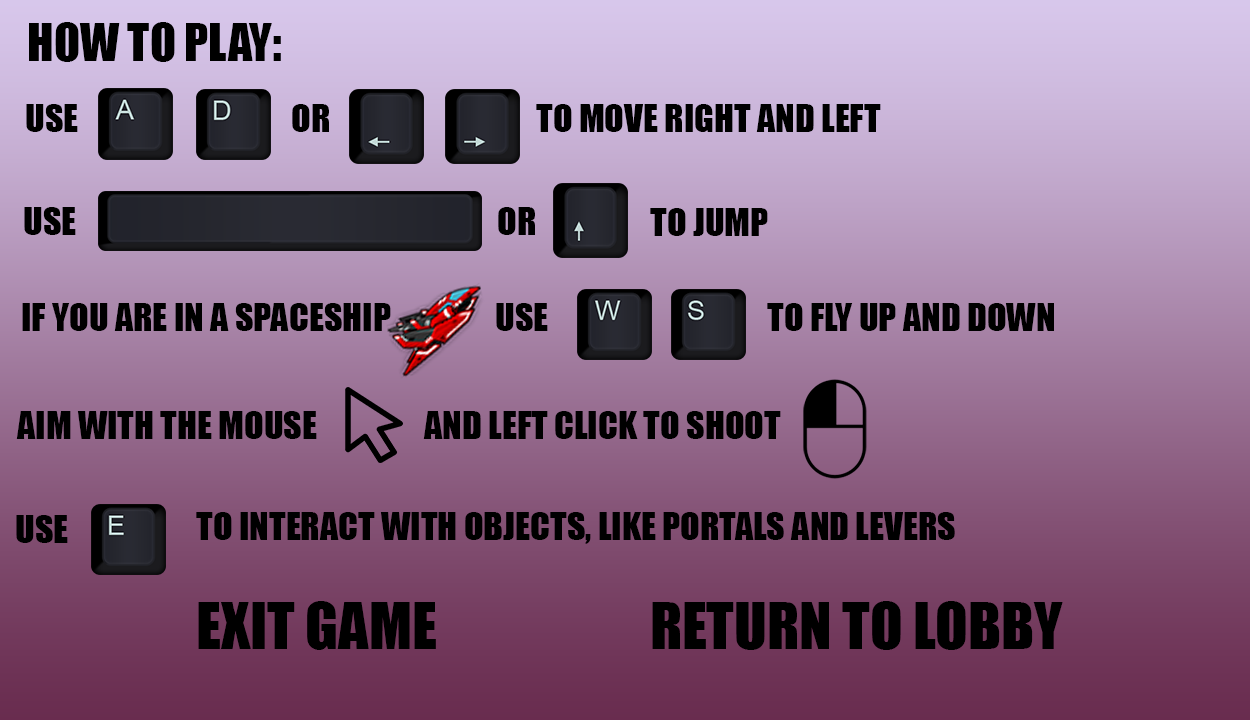 HOW TO PLAY:
USE A D OR ← → TO MOVE RIGHT AND LEFT
USE OR ↑ TO JUMP
IF YOU ARE IN A SPACESHIP USE W S TO FLY UP AND DOWN
AIM WITH THE MOUSE AND LEFT CLICK TO SHOOT
USE E TO INTERACT WITH OBJECTS, LIKE PORTALS AND LEVERS
EXIT GAME RETURN TO LOBBY